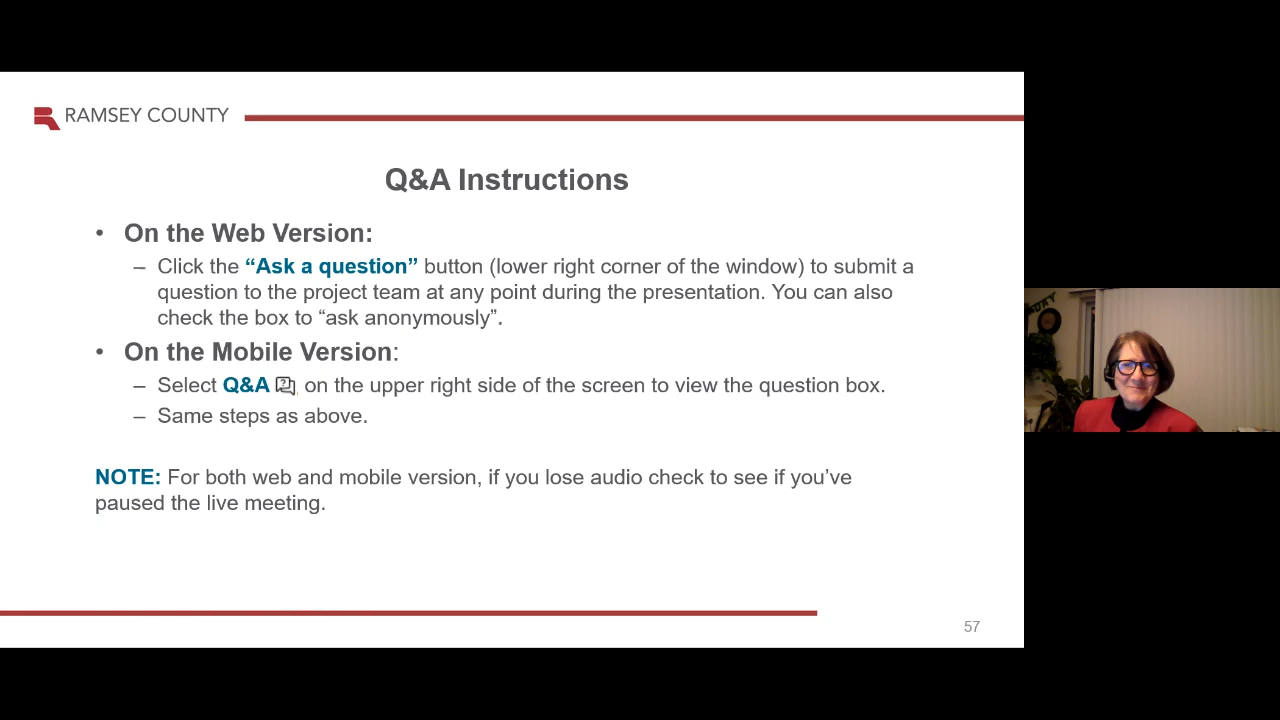 RAMSEY COUNTY
Q&A Instructions
• On the Web Version:
– Click the “Ask a question” button (lower right corner of the window) to submit a
question to the project team at any point during the presentation. You can also
check the box to “ask anonymously”.
• On the Mobile Version:
– Select Q&A on the upper right side of the screen to view the question box.
– Same steps as above.
NOTE: For both web and mobile version, if you lose audio check to see if you’ve
paused the live meeting.
57